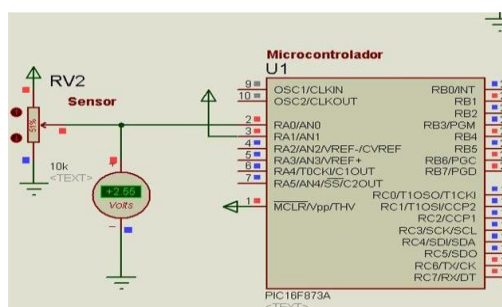 Microcontrolador
U1
RV2
Sensor
51%
10k
<TEXT>
+2.55
Volts
9 OSC1/CLKIN
10 OSC2/CLKOUT
2 RA0/AN0
3 RA1/AN1
4 RA2/AN2/VREF-/CVREF
5 RA3/AN3/VREF+
6 RA4/T0CKI/C1OUT
7 RA5/AN4/SS/C2OUT
1 MCLR/Vpp/THV
RB0/INT
RB1
RB2
RB3/PGM
RB4
RB5
RB6/PGC
RB7/PGD
RC0/T1OSO/T1CKI
RC1/T1OSI/CCP2
RC2/CCP1
RC3/SCK/SCL
RC4/SDI/SDA
RC5/SDO
RC6/TX/CK
RC7/RX/DT
PIC16F873A
<TEXT>